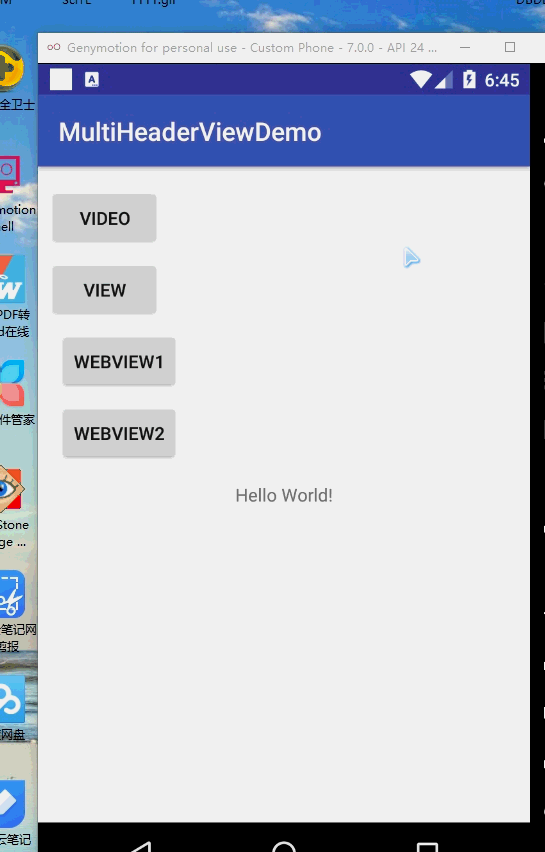 SciTE
Genymotion for personal use - Custom Phone - 7.0.0 - API 24 ...
A
6:45
全卫士
MultiHeaderViewDemo
VIDEO
motion
ell
VIEW
PDF转
d在线
WEBVIEW1
件管家
WEBVIEW2
Hello World!
Stone
ge ...
笔记网
剪报
网盘
云笔记